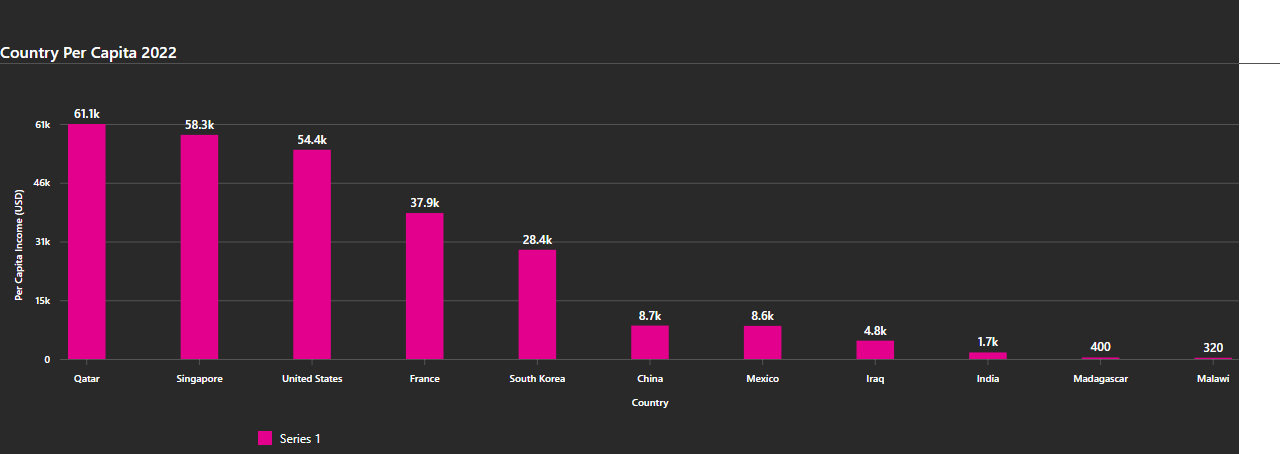 Country Per Capita 2022
61.1k
58.3k
54.4k
37.9k
28.4k
8.7k
8.6k
4.8k
1.7k
400
320
61k
46k
31k
15k
0
Per Capita Income (USD)
Qatar
Singapore
United States
France
South Korea
China
Mexico
Iraq
India
Madagascar
Malawi
Country
Series 1